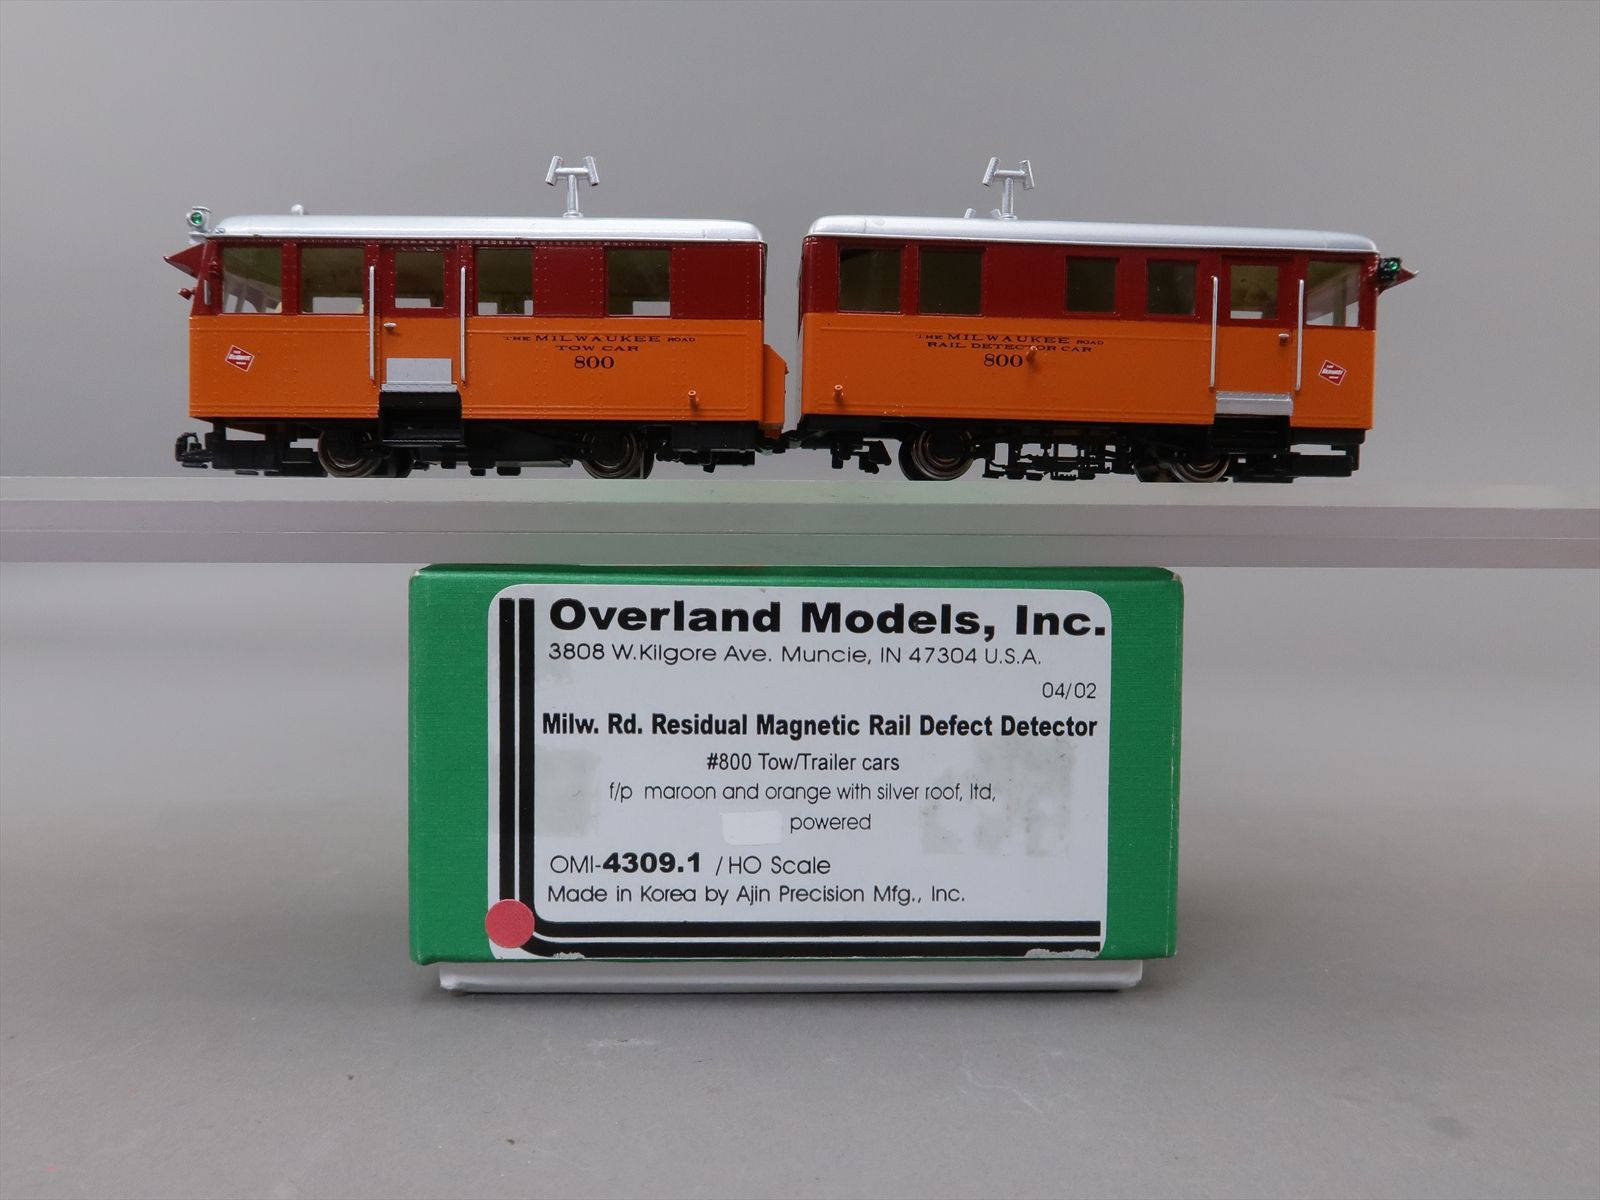 THE MILWAUKEE ROAD
TOW CAR
800
THE MILWAUKEE ROAD
RAIL DETECTOR CAR
800
Overland Models, Inc.
3808 W.Kilgore Ave. Muncie, IN 47304 U.S.A.
04/02
Milw. Rd. Residual Magnetic Rail Defect Detector
#800 Tow/Trailer cars
f/p maroon and orange with silver roof, ltd,
powered
OMI-4309.1 /HO Scale
Made in Korea by Ajin Precision Mfg., Inc.